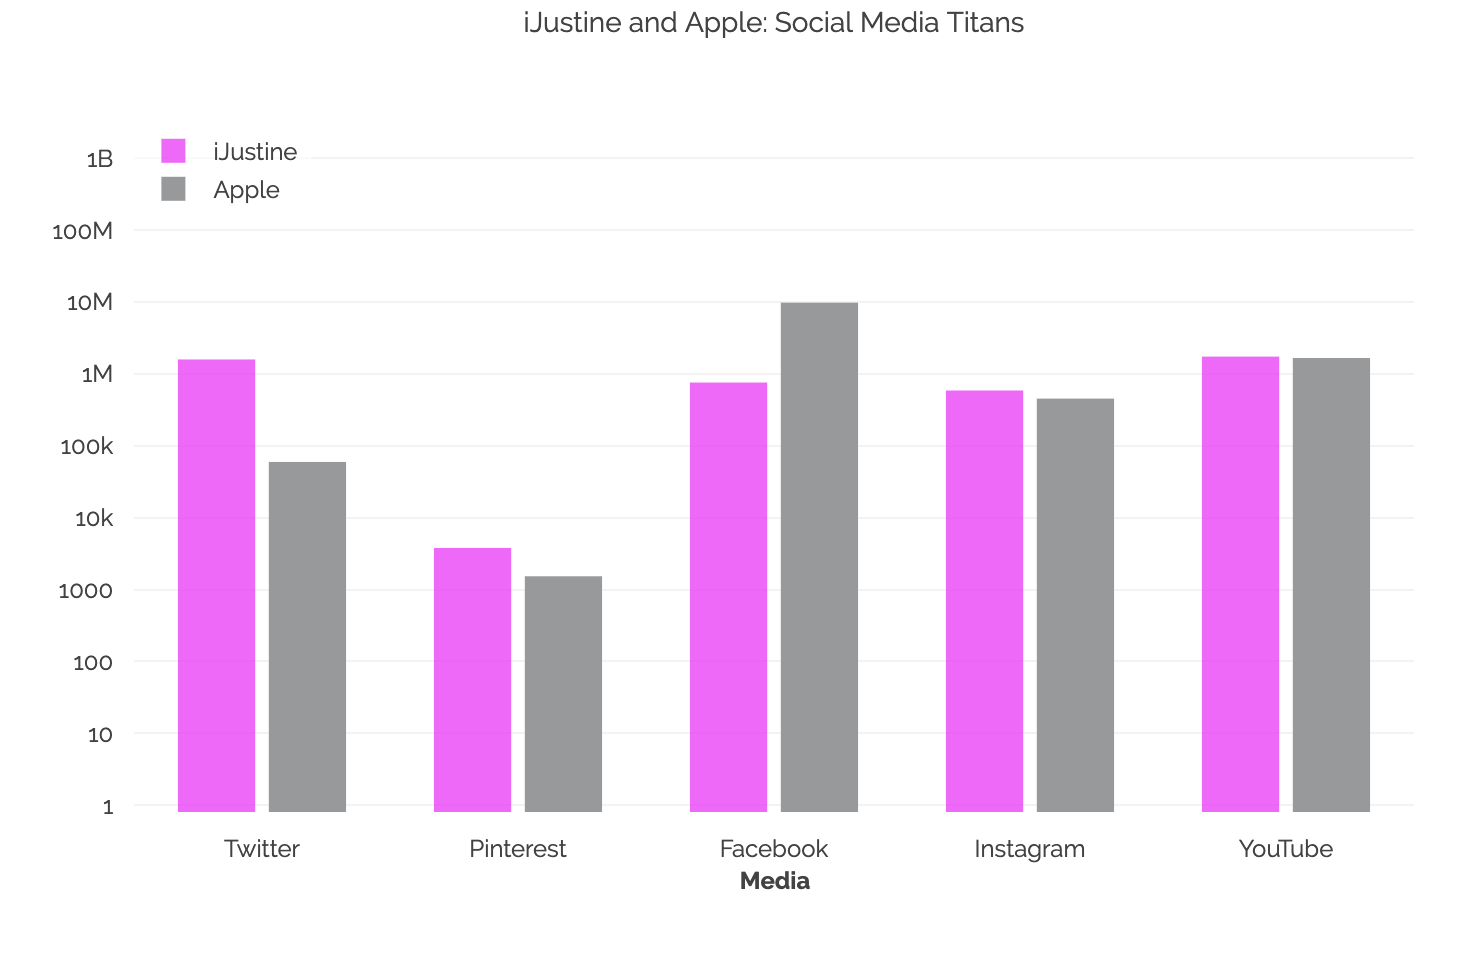 iJustine and Apple: Social Media Titans
iJustine
Apple
1B
100M
10M
1M
100k
10k
1000
100
10
1
Twitter Pinterest Facebook Instagram YouTube
Media